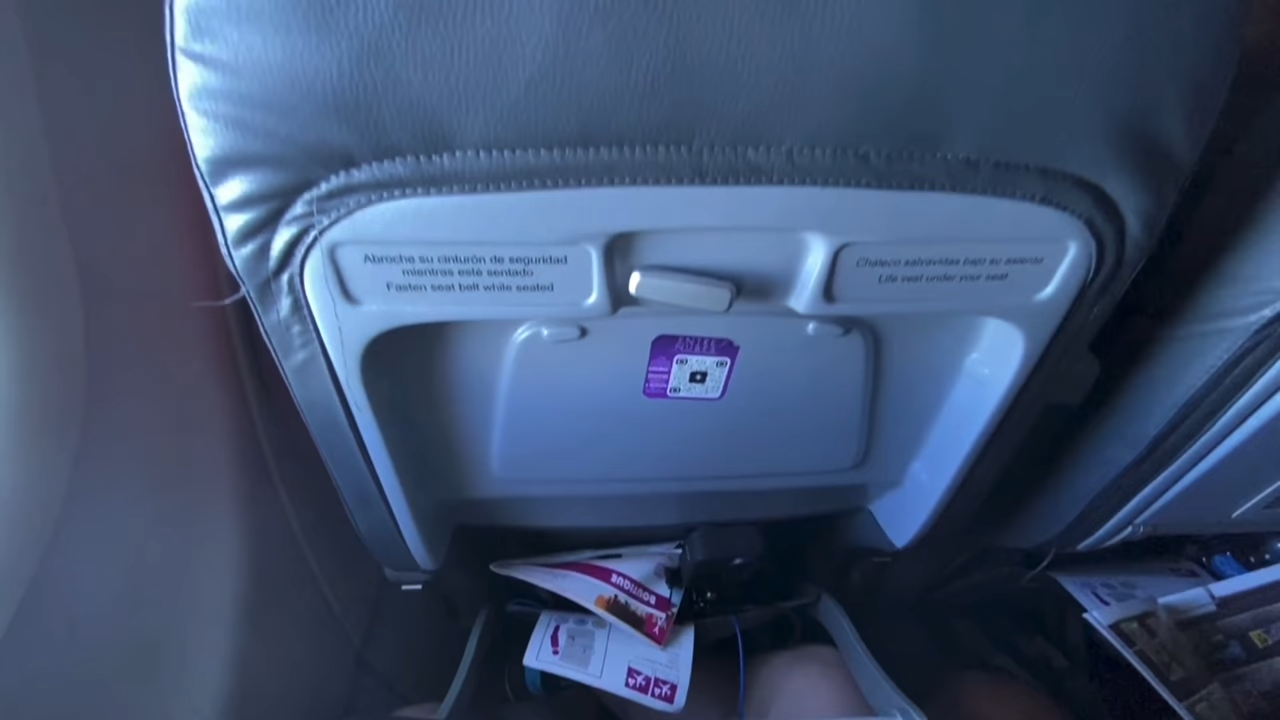 Abroche su cinturón de seguridad
mientras esté sentado
Fasten seat belt while seated
Chaleco salvavidas bajo su asiento
Life vest under your seat
BOUTIQUE